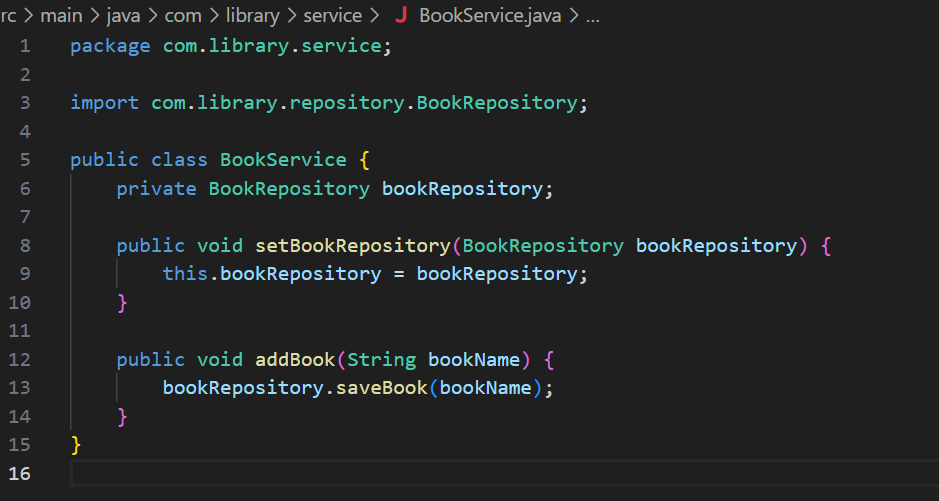 rc > main > java > com > library > service > J BookService.java > ...
1 package com.library.service;
2
3 import com.library.repository.BookRepository;
4
5 public class BookService {
6     private BookRepository bookRepository;
7
8     public void setBookRepository(BookRepository bookRepository) {
9         this.bookRepository = bookRepository;
10     }
11
12     public void addBook(String bookName) {
13         bookRepository.saveBook(bookName);
14     }
15 }
16